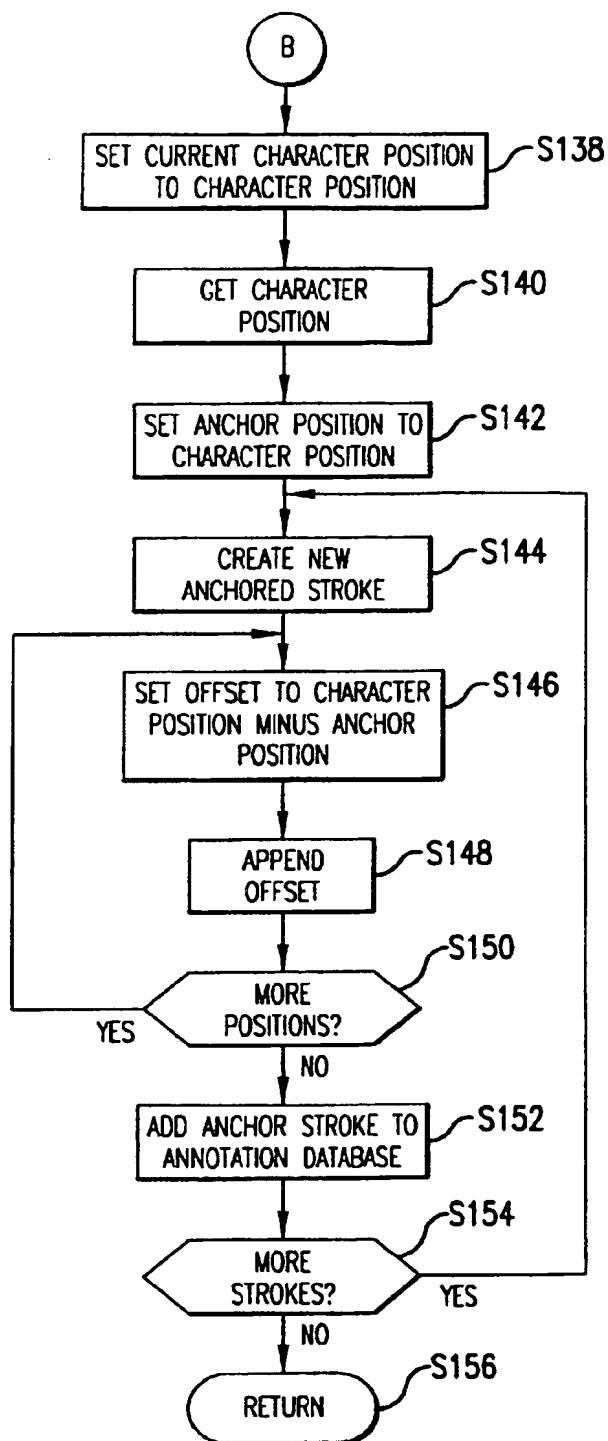 B
SET CURRENT CHARACTER POSITION
TO CHARACTER POSITION
S138
GET CHARACTER
POSITION
S140
SET ANCHOR POSITION TO
CHARACTER POSITION
S142
CREATE NEW
ANCHORED STROKE
S144
SET OFFSET TO CHARACTER
POSITION MINUS ANCHOR
POSITION
S146
APPEND
OFFSET
S148
MORE
POSITIONS?
S150
YES
NO
ADD ANCHOR STROKE TO
ANNOTATION DATABASE
S152
MORE
STROKES?
S154
YES
NO
RETURN
S156